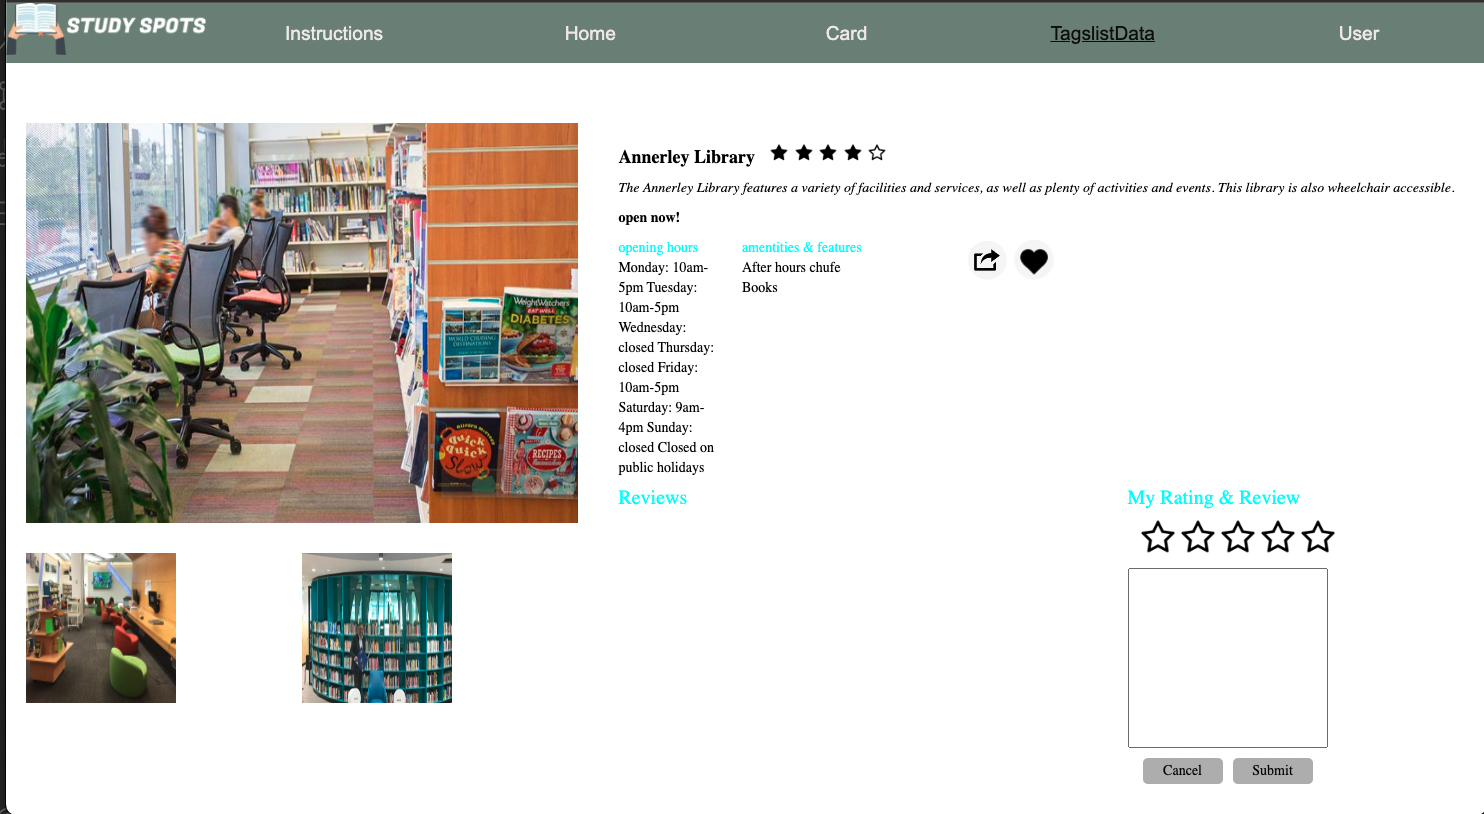 STUDY SPOTS
Instructions
Home
Card
TagslistData
User
Annerley Library
The Annerley Library features a variety of facilities and services, as well as plenty of activities and events. This library is also wheelchair accessible.
open now!
opening hours
Monday: 10am-
5pm Tuesday:
10am-5pm
Wednesday:
closed Thursday:
closed Friday:
10am-5pm
Saturday: 9am-
4pm Sunday:
closed Closed on
public holidays
amentities & features
After hours chufe
Books
WeightWatchers
EAT WELL
DIABETES
WORLD CRUISING
DESTINATIONS
quick
quick
Slow
RECIPES
Reviews
My Rating & Review
Cancel
Submit